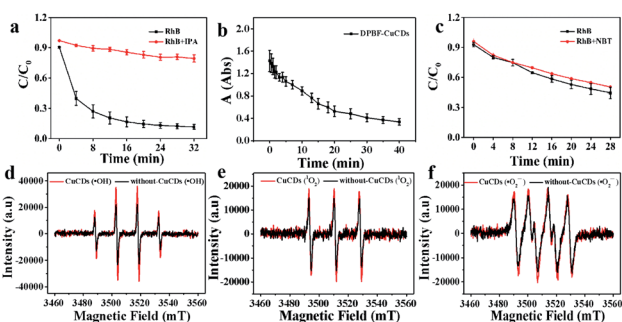 a
RhB
RhB+IPA
C/C0
1.2
0.9
0.6
0.3
0.0
0 8 16 24 32
Time (min)
b
DPBF-CuCDs
A (Abs)
2.0
1.5
1.0
0.5
0.0
0 10 20 30 40
Time (min)
c
RhB
RhB+NBT
C/C0
1.2
0.9
0.6
0.3
0.0
0 4 8 12 16 20 24 28
Time (min)
d
CuCDs (•OH) without-CuCDs (•OH)
Intensity (a.u)
40000
20000
0
-20000
-40000
3460 3480 3500 3520 3540 3560
Magnetic Field (mT)
e
CuCDs (³O₂) without-CuCDs (³O₂)
Intensity (a.u)
20000
10000
0
-10000
-20000
3460 3480 3500 3520 3540 3560
Magnetic Field (mT)
f
CuCDs (•O₂⁻) without-CuCDs (•O₂⁻)
Intensity (a.u)
20000
10000
0
-10000
-20000
3460 3480 3500 3520 3540 3560
Magnetic Field (mT)